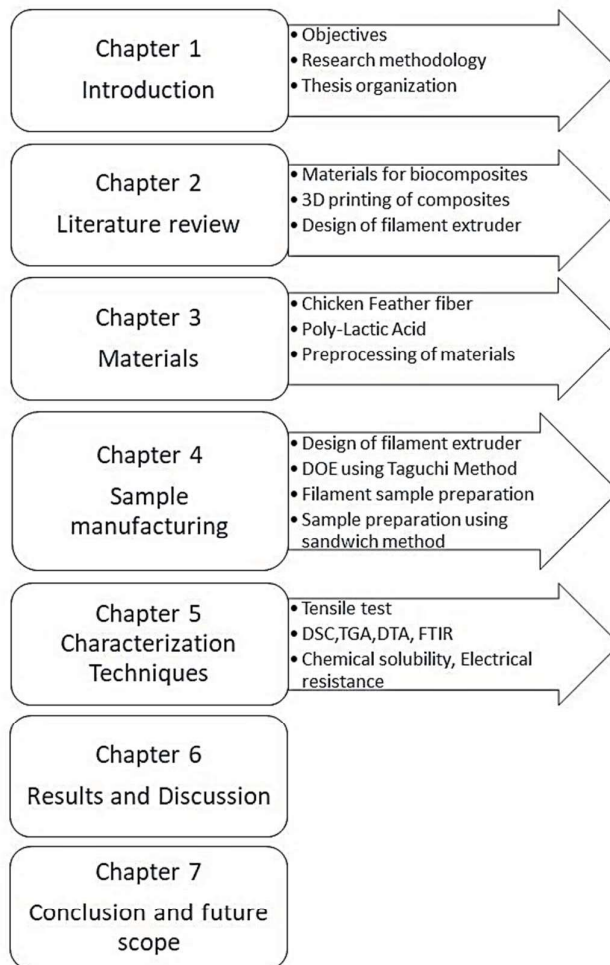 Chapter 1
Introduction
• Objectives
• Research methodology
• Thesis organization
Chapter 2
Literature review
• Materials for biocomposites
• 3D printing of composites
• Design of filament extruder
Chapter 3
Materials
• Chicken Feather fiber
• Poly-Lactic Acid
• Preprocessing of materials
Chapter 4
Sample
manufacturing
• Design of filament extruder
• DOE using Taguchi Method
• Filament sample preparation
• Sample preparation using
sandwich method
Chapter 5
Characterization
Techniques
• Tensile test
• DSC,TGA,DTA, FTIR
• Chemical solubility, Electrical
resistance
Chapter 6
Results and Discussion
Chapter 7
Conclusion and future
scope